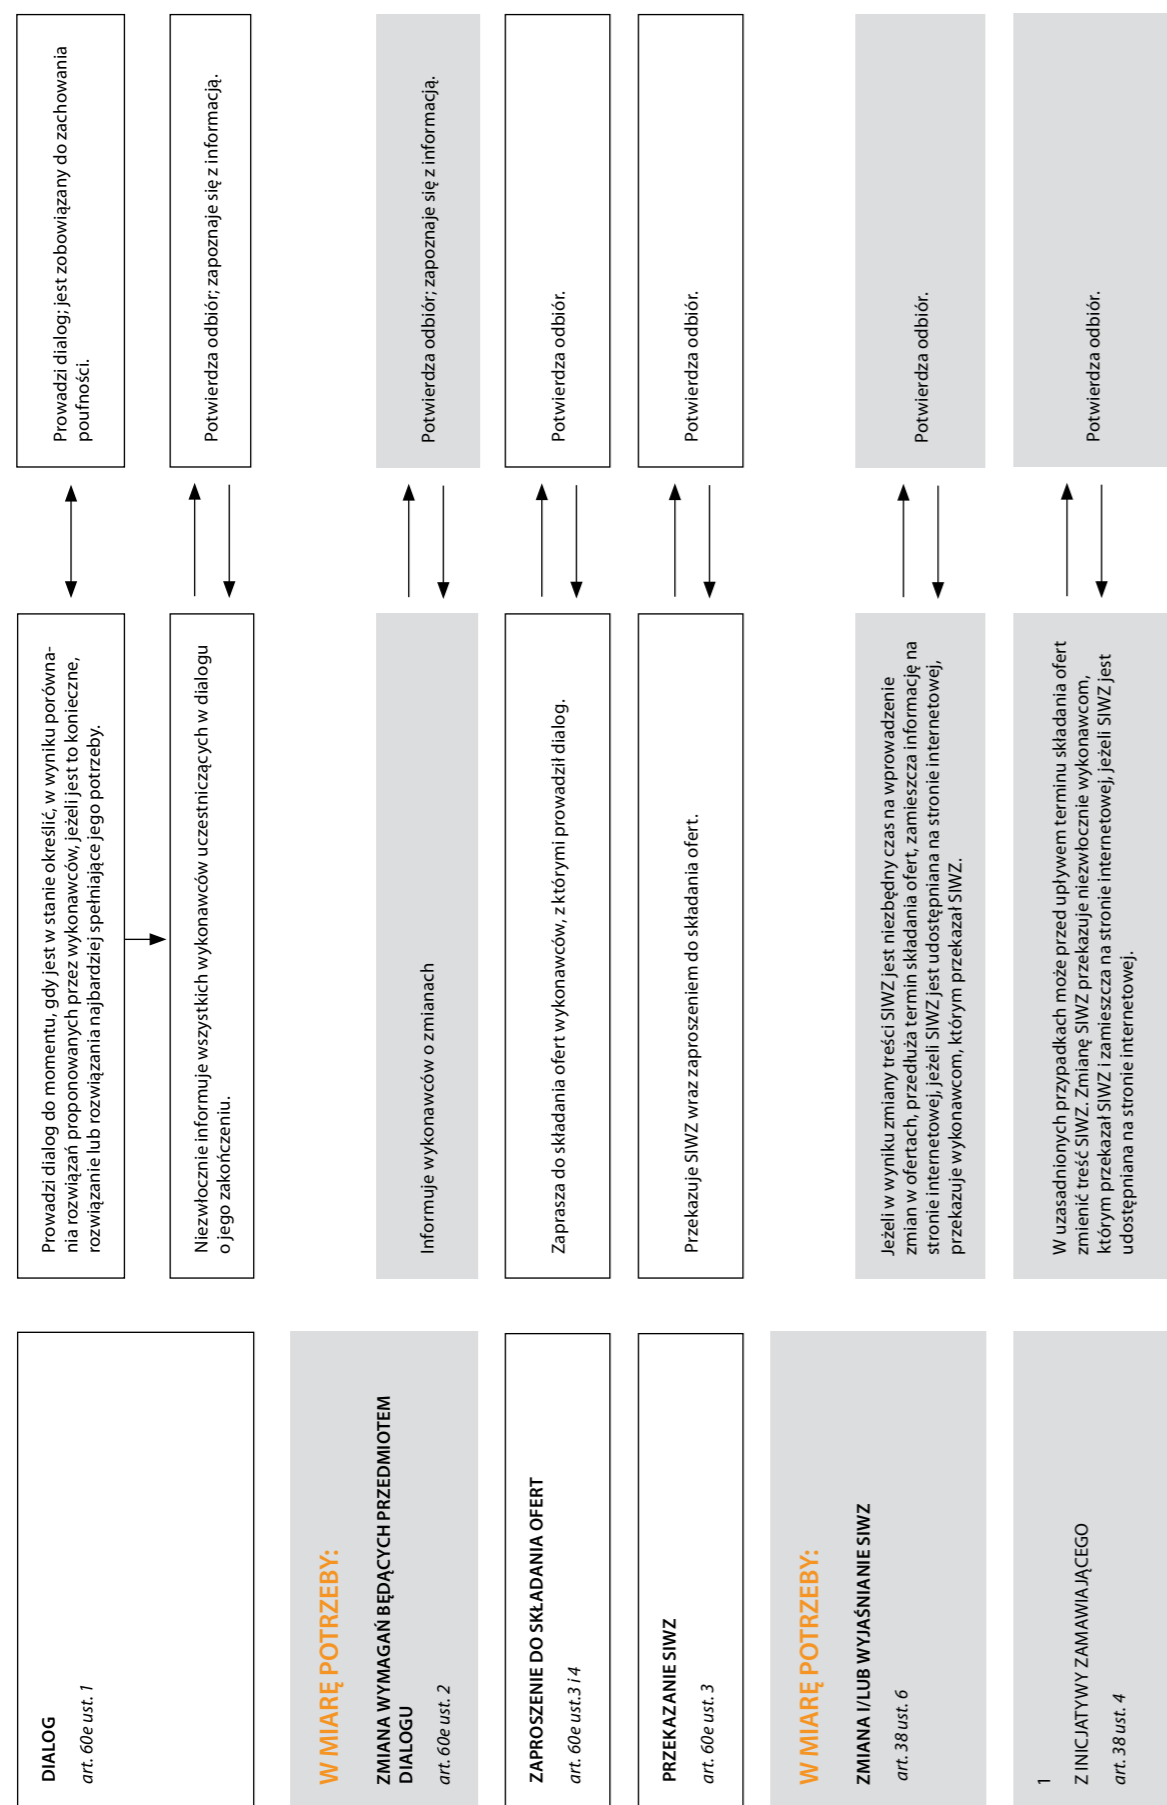 DIALOG
art. 60e ust. 1
Prowadzi dialog do momentu, gdy jest w stanie określić, w wyniku porówna-
nia rozwiązań proponowanych przez wykonawców, jeżeli jest to konieczne,
rozwiązanie lub rozwiązania najbardziej spełniające jego potrzeby.
Prowadzi dialog; jest zobowiązany do zachowania
poufności.
Niezwłocznie informuje wszystkich wykonawców uczestniczących w dialogu
o jego zakończeniu.
Potwierdza odbiór; zapoznaje się z informacją.
W MIARĘ POTRZEBY:
ZMIANA WYMAGAŃ BĘDĄCYCH PRZEDMIOTEM
DIALOGU
art. 60e ust. 2
Informuje wykonawców o zmianach
Potwierdza odbiór; zapoznaje się z informacją.
ZAPROSZENIE DO SKŁADANIA OFERT
art. 60e ust.3 i 4
Zaprasza do składania ofert wykonawców, z którymi prowadził dialog.
Potwierdza odbiór.
PRZEKAZANIE SIWZ
art. 60e ust. 3
Przekazuje SIWZ wraz zaproszeniem do składania ofert.
Potwierdza odbiór.
W MIARĘ POTRZEBY:
ZMIANA I/LUB WYJAŚNIANIE SIWZ
art. 38 ust. 6
Jeżeli w wyniku zmiany treści SIWZ jest niezbędny czas na wprowadzenie
zmian w ofertach, przedłuża termin składania ofert, zamieszcza informację na
stronie internetowej, jeżeli SIWZ jest udostępniana na stronie internetowej,
przekazuje wykonawcom, którym przekazał SIWZ.
Potwierdza odbiór.
1
Z INICJATYWY ZAMAWIAJĄCEGO
art. 38 ust. 4
W uzasadnionych przypadkach może przed upływem terminu składania ofert
zmienić treść SIWZ. Zmianę SIWZ przekazuje niezwłocznie wykonawcom,
którym przekazał SIWZ i zamieszcza na stronie internetowej, jeżeli SIWZ jest
udostępniana na stronie internetowej.
Potwierdza odbiór.